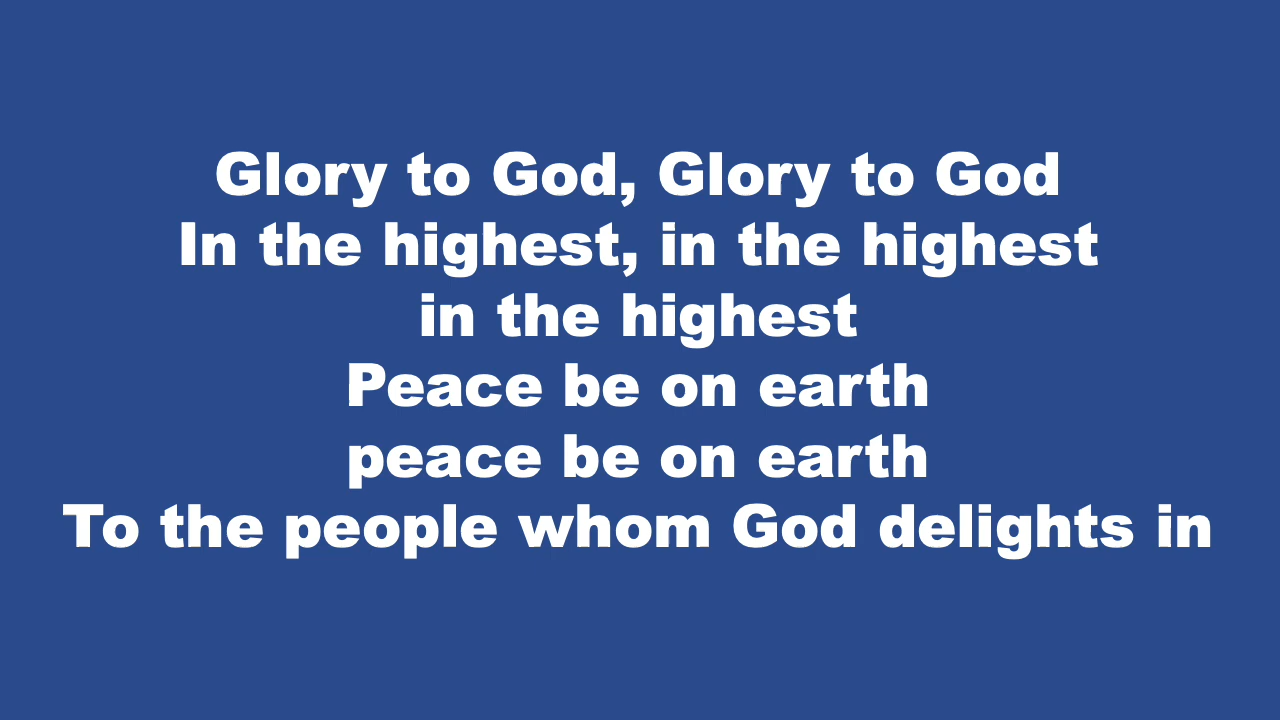 Glory to God, Glory to God
In the highest, in the highest
in the highest
Peace be on earth
peace be on earth
To the people whom God delights in